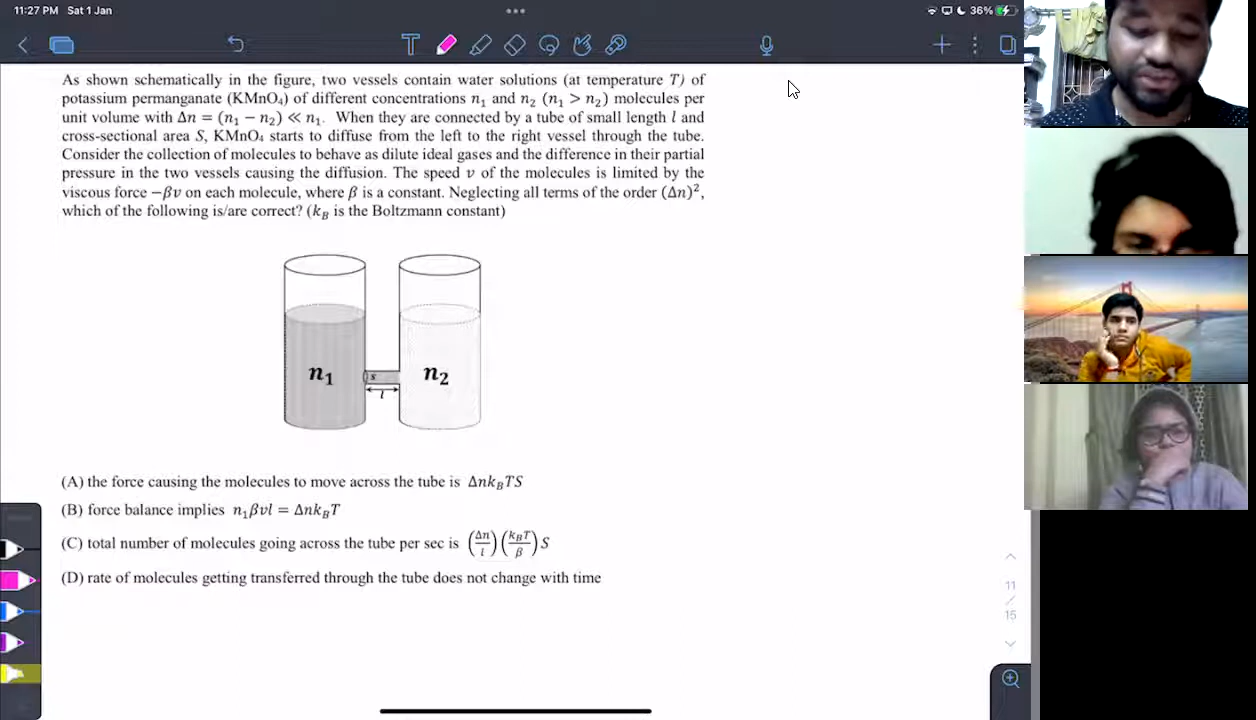 11:27 PM Sat 1 Jan
36%
As shown schematically in the figure, two vessels contain water solutions (at temperature T) of
potassium permanganate (KMnO₄) of different concentrations n₁ and n₂ (n₁ > n₂) molecules per
unit volume with Δn = (n₁ − n₂) ≪ n₁. When they are connected by a tube of small length l and
cross-sectional area S, KMnO₄ starts to diffuse from the left to the right vessel through the tube.
Consider the collection of molecules to behave as dilute ideal gases and the difference in their partial
pressure in the two vessels causing the diffusion. The speed v of the molecules is limited by the
viscous force −βv on each molecule, where β is a constant. Neglecting all terms of the order (Δn)²,
which of the following is/are correct? (k_B is the Boltzmann constant)
n₁ s n₂
l
(A) the force causing the molecules to move across the tube is Δnk_BTS
(B) force balance implies n₁βvl = Δnk_BT
(C) total number of molecules going across the tube per sec is (Δn/l)(k_BT/β)S
(D) rate of molecules getting transferred through the tube does not change with time
11
/
15